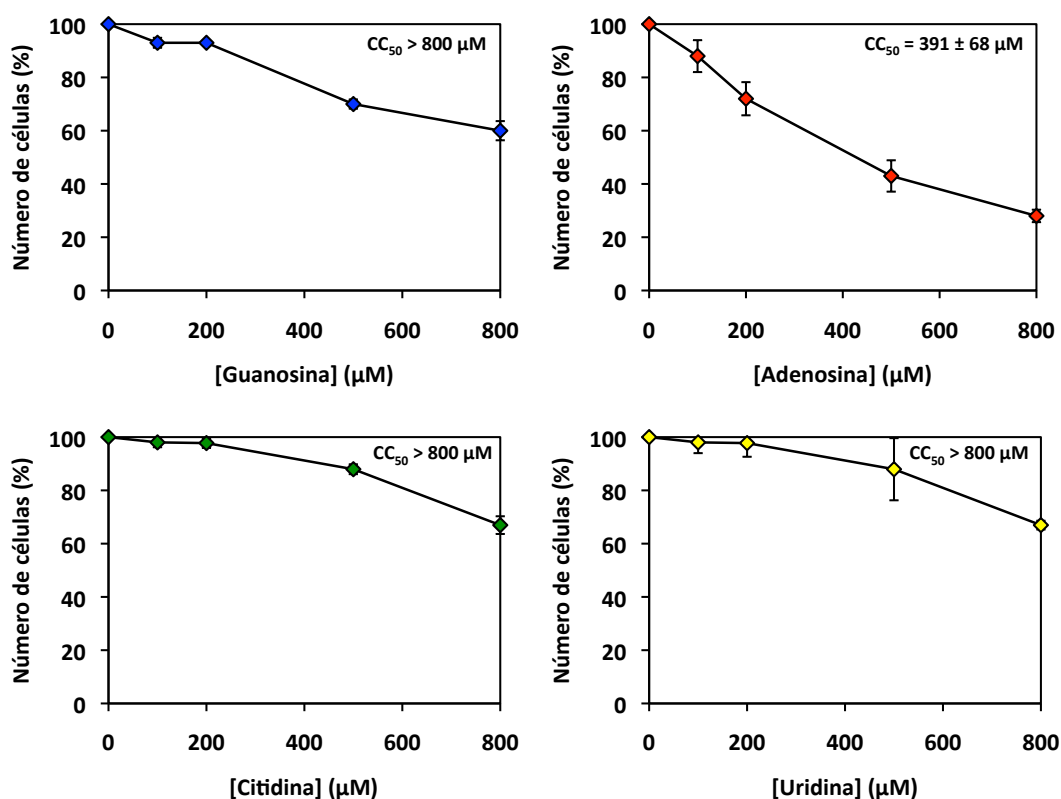 CC50 > 800 µM
Número de células (%)
100
80
60
40
20
0
0 200 400 600 800
[Guanosina] (µM)
CC50 = 391 ± 68 µM
Número de células (%)
100
80
60
40
20
0
0 200 400 600 800
[Adenosina] (µM)
CC50 > 800 µM
Número de células (%)
100
80
60
40
20
0
0 200 400 600 800
[Citidina] (µM)
CC50 > 800 µM
Número de células (%)
100
80
60
40
20
0
0 200 400 600 800
[Uridina] (µM)